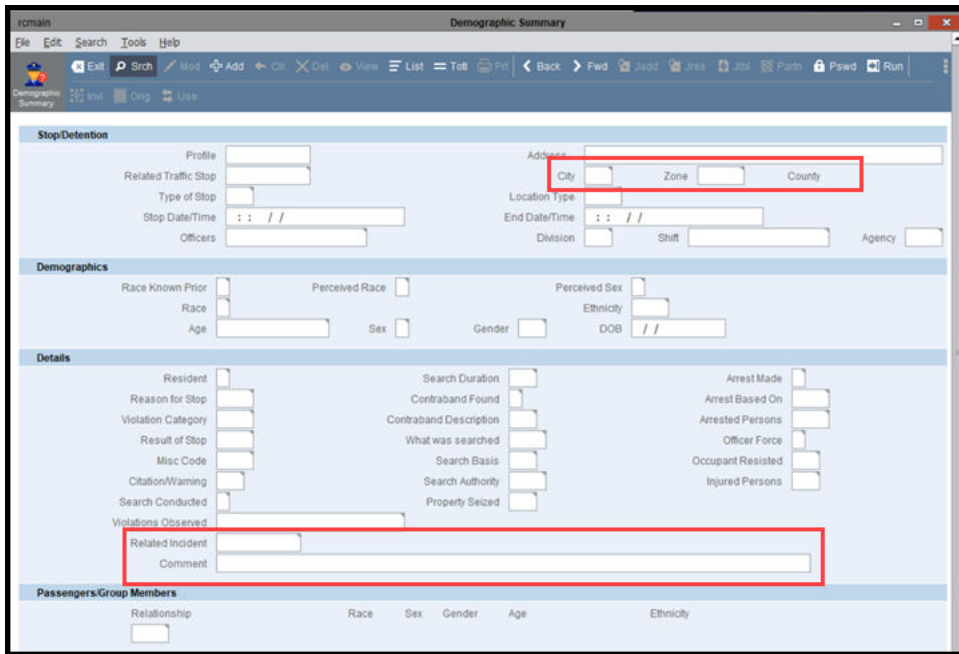 rcmain Demographic Summary
File Edit Search Tools Help
Exit Srch Mod Add Clr Del View List Totl Prt Back Fwd Jadd Jres Jtbl Partn Pswd Run
Demographic Summary Invl Orig Use
Stop/Detention
Profile Address
Related Traffic Stop City Zone County
Type of Stop Location Type
Stop Date/Time : : / / End Date/Time : : / /
Officers Division Shift Agency
Demographics
Race Known Prior Perceived Race Perceived Sex
Race Ethnicity
Age Sex Gender DOB / /
Details
Resident Search Duration Arrest Made
Reason for Stop Contraband Found Arrest Based On
Violation Category Contraband Description Arrested Persons
Result of Stop What was searched Officer Force
Misc Code Search Basis Occupant Resisted
Citation/Warning Search Authority Injured Persons
Search Conducted Property Seized
Violations Observed
Related Incident
Comment
Passengers/Group Members
Relationship Race Sex Gender Age Ethnicity